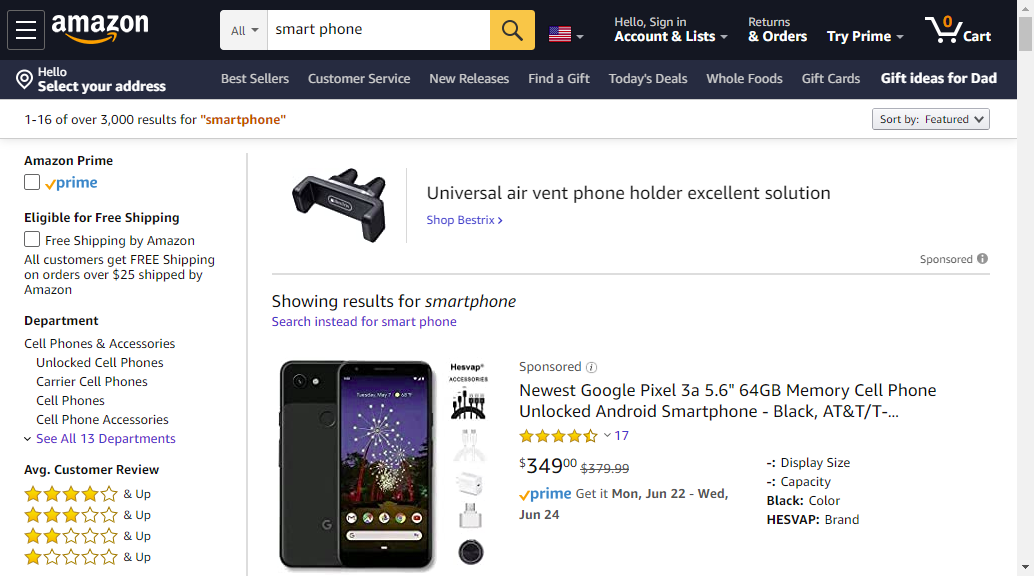 amazon
All
smart phone
Hello, Sign in
Account & Lists
Returns
& Orders
Try Prime
0
Cart
Hello
Select your address
Best Sellers
Customer Service
New Releases
Find a Gift
Today's Deals
Whole Foods
Gift Cards
Gift ideas for Dad
1-16 of over 3,000 results for "smartphone"
Sort by: Featured
Amazon Prime
prime
Eligible for Free Shipping
Free Shipping by Amazon
All customers get FREE Shipping
on orders over $25 shipped by
Amazon
Department
Cell Phones & Accessories
Unlocked Cell Phones
Carrier Cell Phones
Cell Phones
Cell Phone Accessories
See All 13 Departments
Avg. Customer Review
& Up
& Up
& Up
& Up
Universal air vent phone holder excellent solution
Shop Bestrix ›
Sponsored
Showing results for smartphone
Search instead for smart phone
Hesvap®
ACCESSORIES
Tuesday, May 7
G
Sponsored
Newest Google Pixel 3a 5.6" 64GB Memory Cell Phone
Unlocked Android Smartphone - Black, AT&T/T-...
17
$349⁰⁰ $379.99
prime Get it Mon, Jun 22 - Wed,
Jun 24
-: Display Size
-: Capacity
Black: Color
HESVAP: Brand